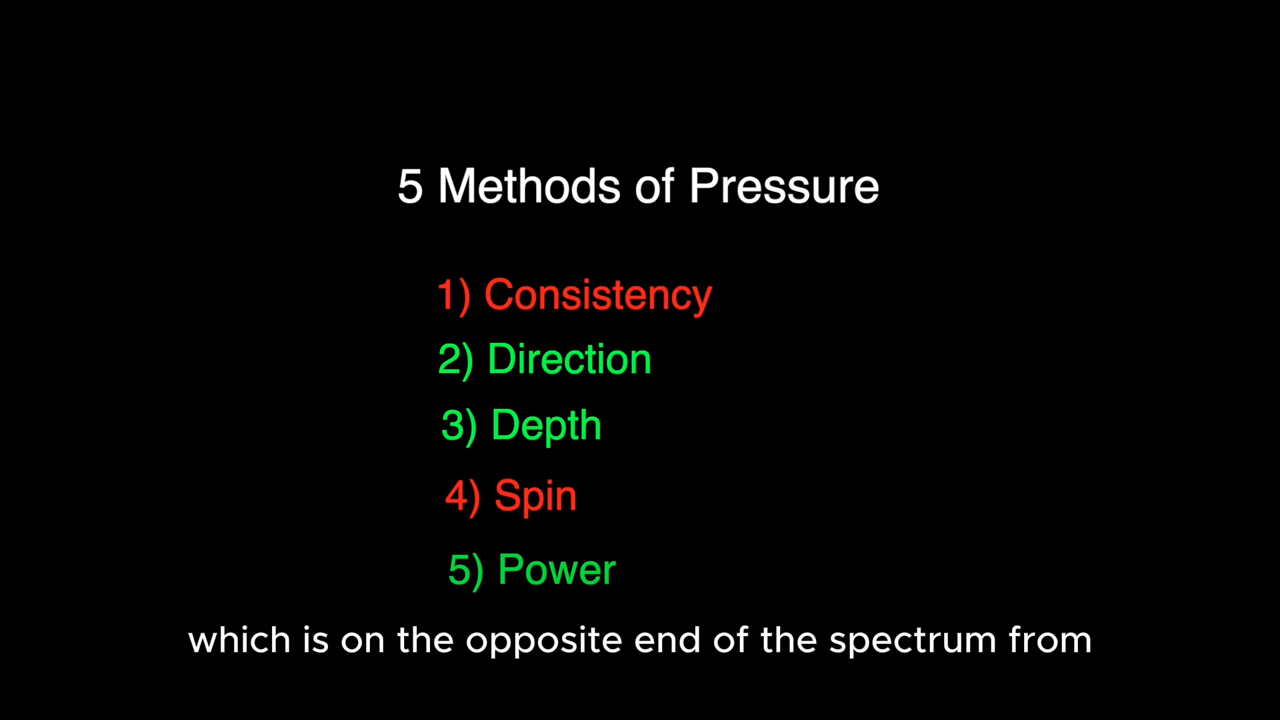 5 Methods of Pressure
1) Consistency
2) Direction
3) Depth
4) Spin
5) Power
which is on the opposite end of the spectrum from